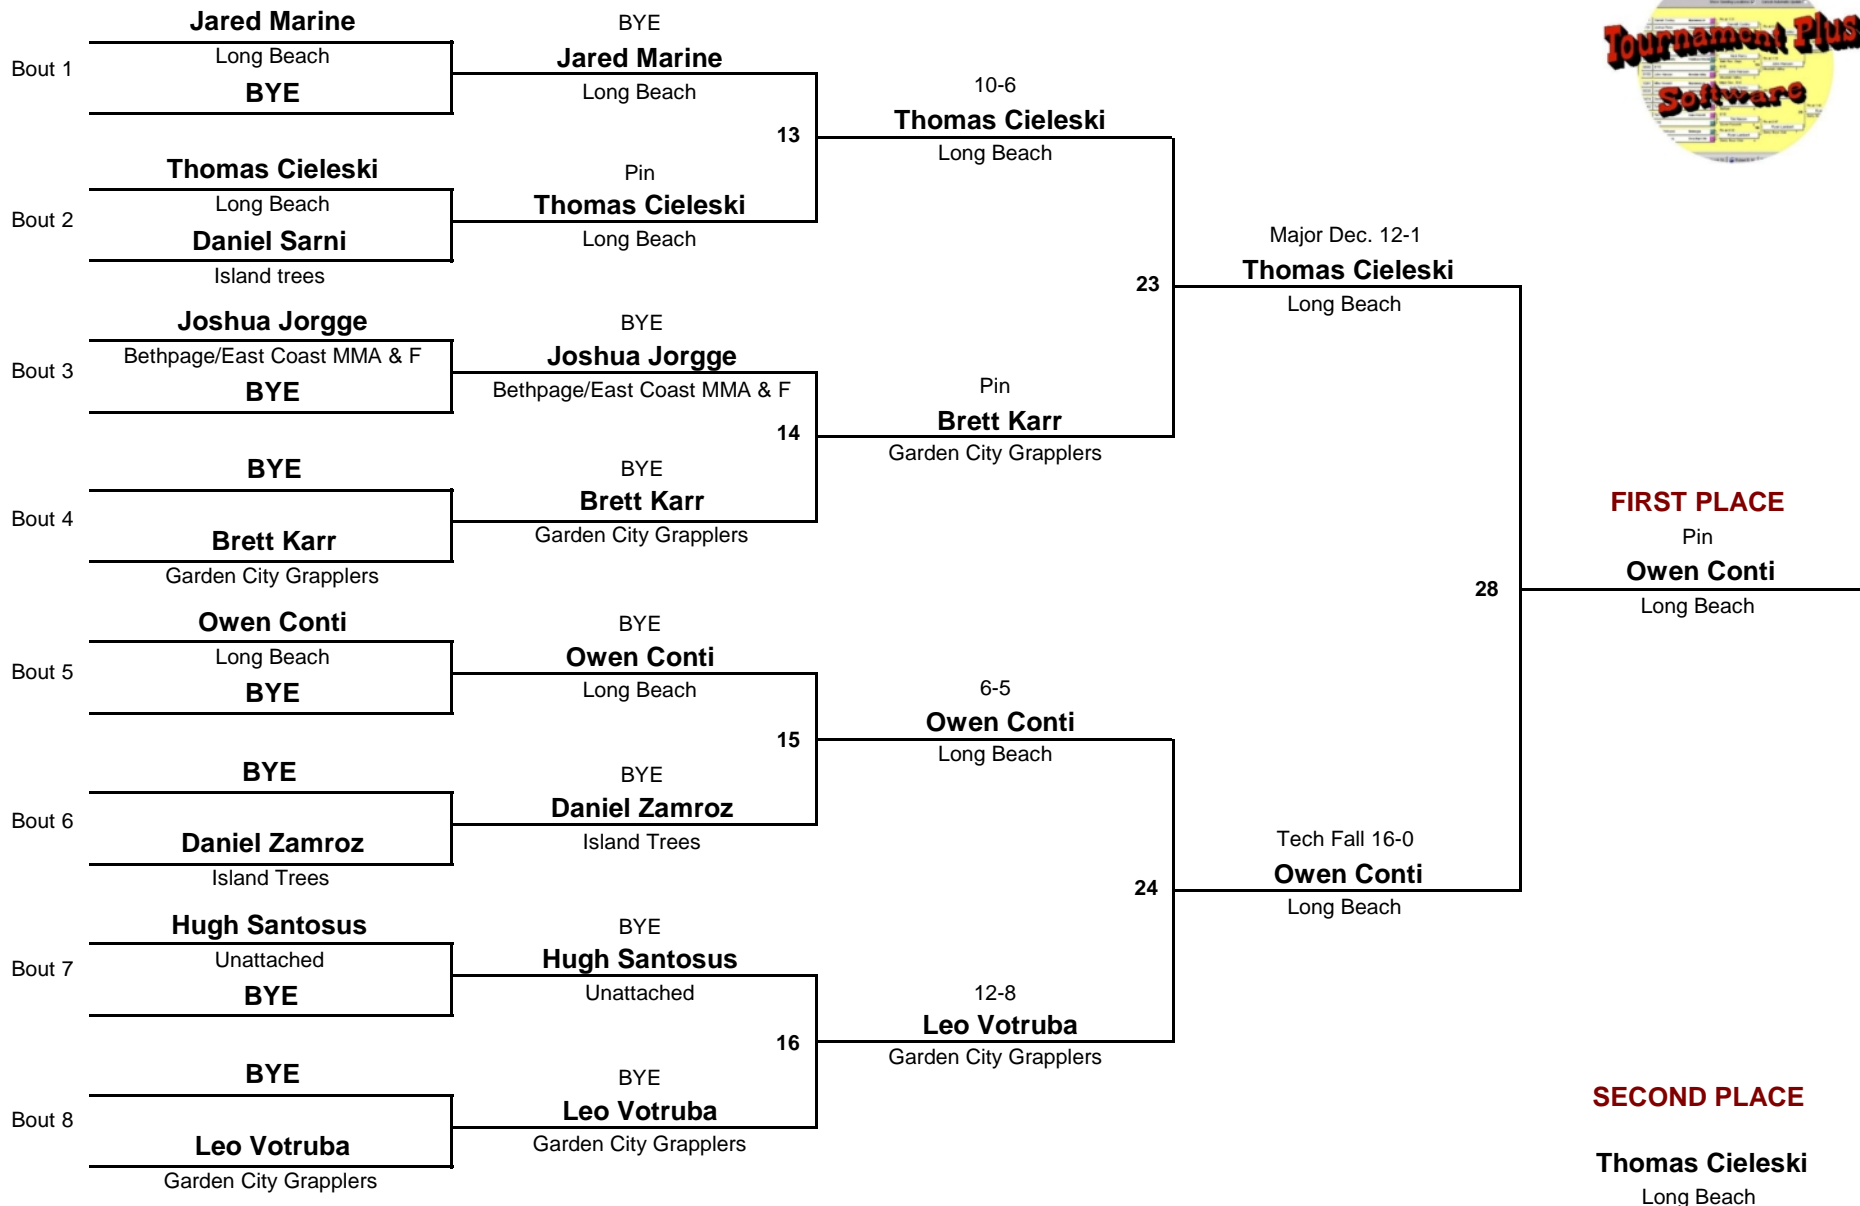 Jared Marine
Long Beach
Bout 1
BYE
Thomas Cieleski
Long Beach
Bout 2
Daniel Sarni
Island trees
Joshua Jorgge
Bethpage/East Coast MMA & F
Bout 3
BYE
BYE
Bout 4
Brett Karr
Garden City Grapplers
Owen Conti
Long Beach
Bout 5
BYE
BYE
Bout 6
Daniel Zamroz
Island Trees
Hugh Santosus
Unattached
Bout 7
BYE
BYE
Bout 8
Leo Votruba
Garden City Grapplers
BYE
Jared Marine
Long Beach
13
Pin
Thomas Cieleski
Long Beach
BYE
Joshua Jorgge
Bethpage/East Coast MMA & F
14
BYE
Brett Karr
Garden City Grapplers
BYE
Owen Conti
Long Beach
15
BYE
Daniel Zamroz
Island Trees
BYE
Hugh Santosus
Unattached
16
BYE
Leo Votruba
Garden City Grapplers
10-6
Thomas Cieleski
Long Beach
23
Pin
Brett Karr
Garden City Grapplers
6-5
Owen Conti
Long Beach
24
12-8
Leo Votruba
Garden City Grapplers
Major Dec. 12-1
Thomas Cieleski
Long Beach
28
Tech Fall 16-0
Owen Conti
Long Beach
Tournament Plus
Software
FIRST PLACE
Pin
Owen Conti
Long Beach
SECOND PLACE
Thomas Cieleski
Long Beach